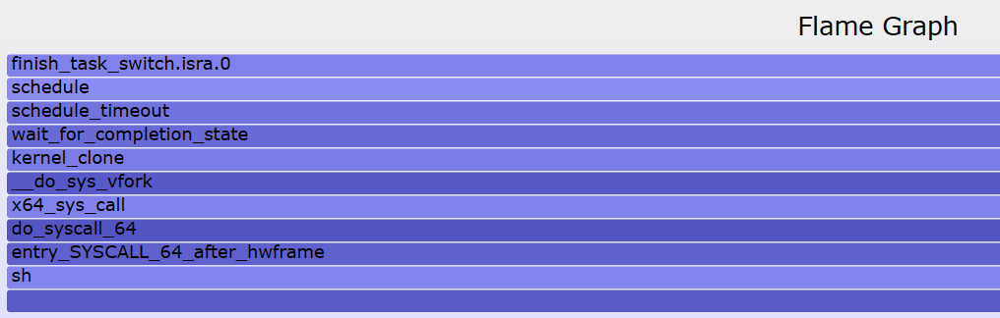 Flame Graph
finish_task_switch.isra.0
schedule
schedule_timeout
wait_for_completion_state
kernel_clone
__do_sys_vfork
x64_sys_call
do_syscall_64
entry_SYSCALL_64_after_hwframe
sh